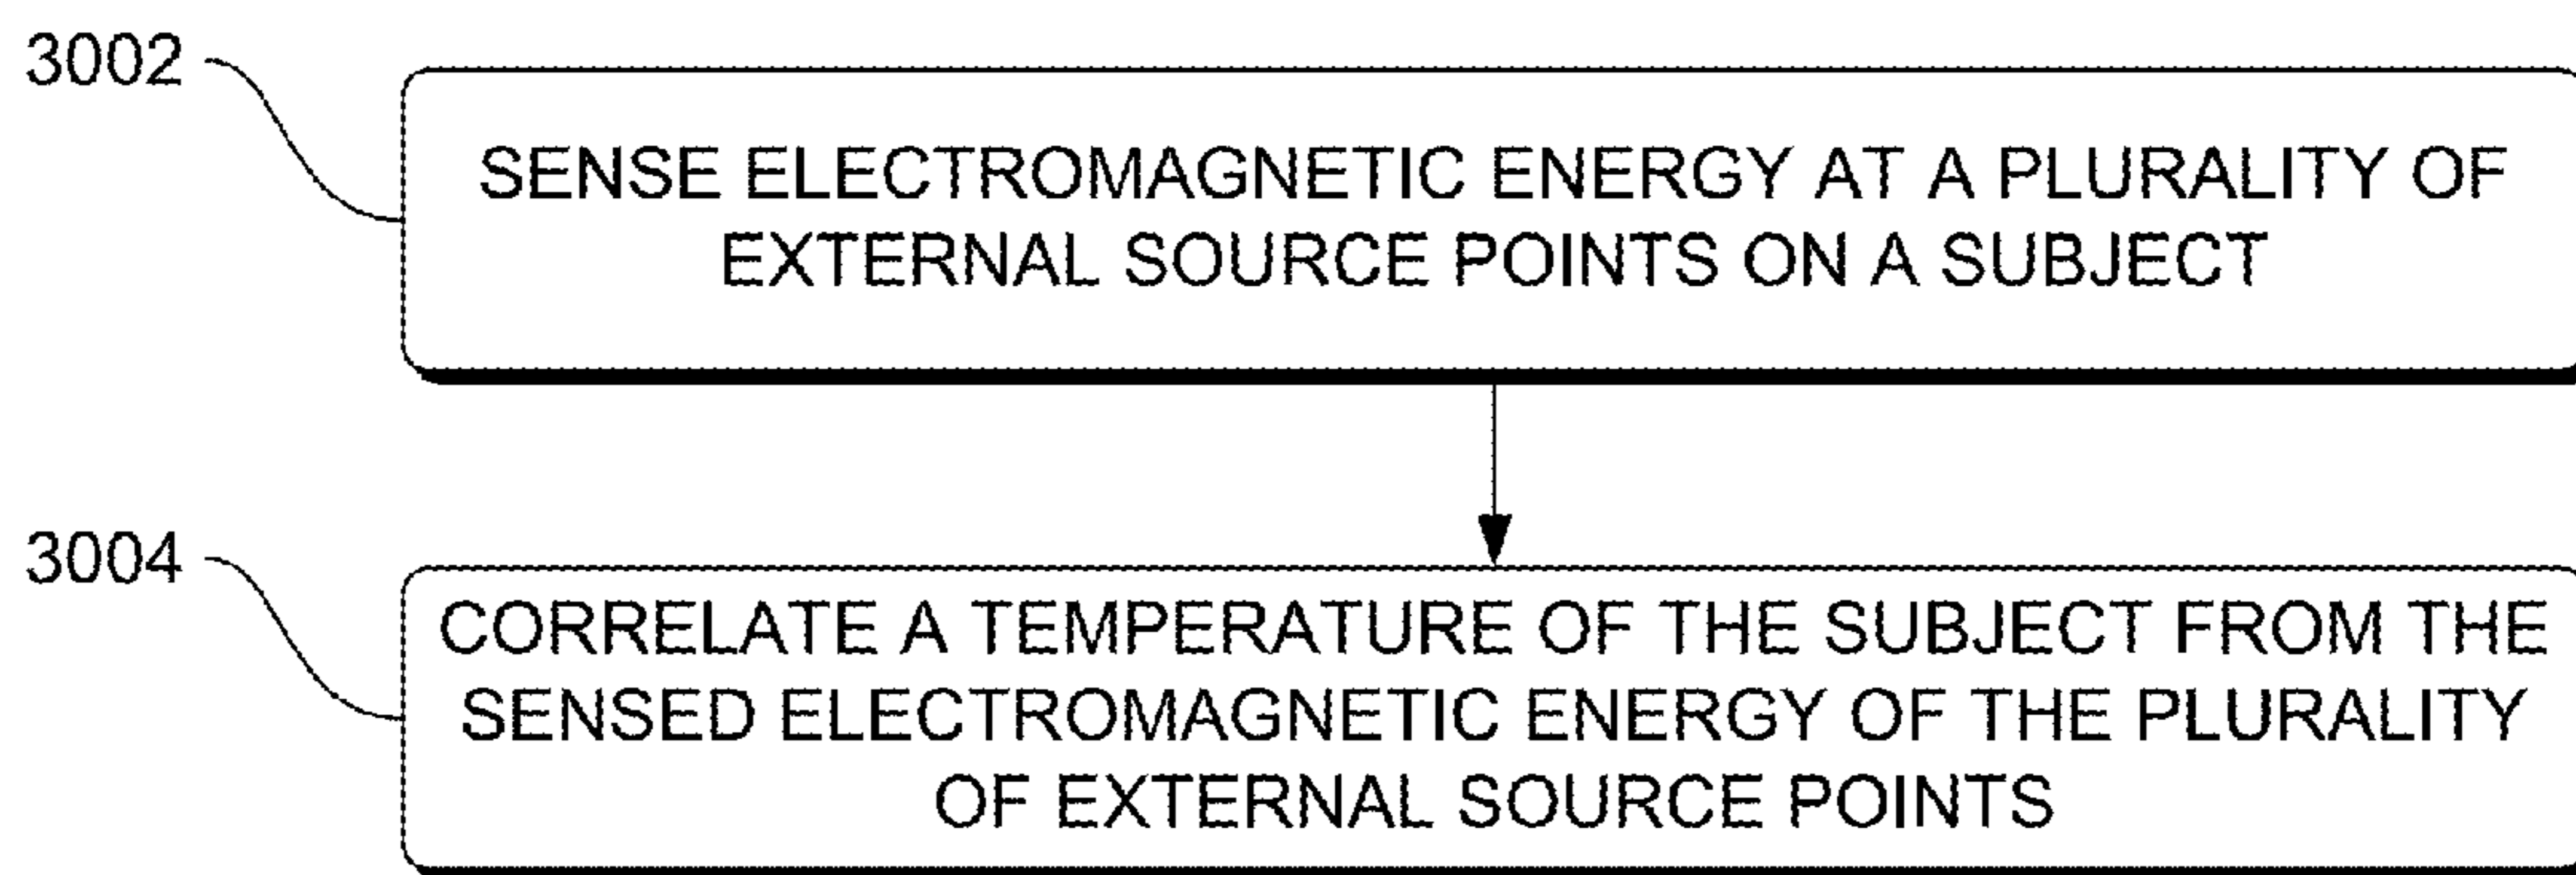 3002
SENSE ELECTROMAGNETIC ENERGY AT A PLURALITY OF
EXTERNAL SOURCE POINTS ON A SUBJECT
3004
CORRELATE A TEMPERATURE OF THE SUBJECT FROM THE
SENSED ELECTROMAGNETIC ENERGY OF THE PLURALITY
OF EXTERNAL SOURCE POINTS